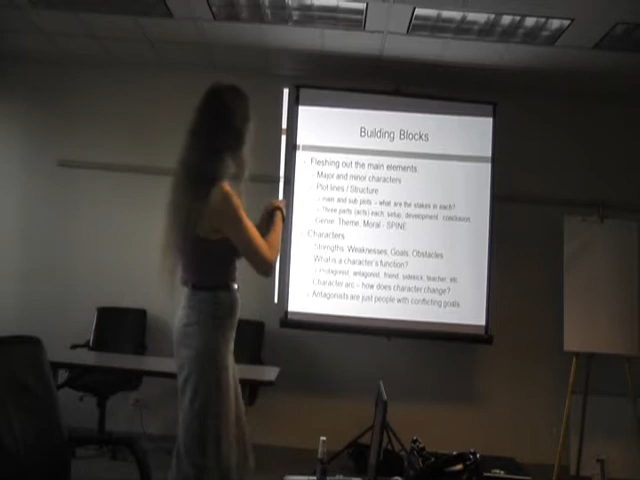 Building Blocks
Fleshing out the main elements
Major and minor characters
Plot lines / Structure
Main and sub plots – what are the stakes in each?
Three parts (acts) each: setup, development, conclusion
Genre, Theme, Moral - SPINE
Characters
Strengths, Weaknesses, Goals, Obstacles
What is a character's function?
Protagonist, antagonist, friend, sidekick, teacher, etc.
Character arc – how does character change?
Antagonists are just people with conflicting goals